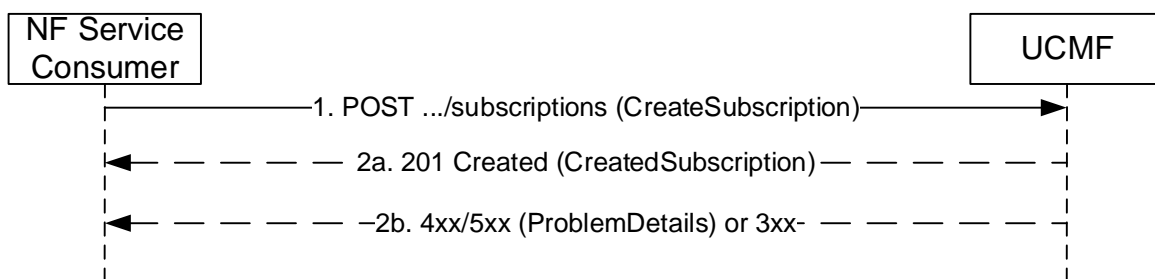 NF Service
Consumer
UCMF
1. POST .../subscriptions (CreateSubscription)
2a. 201 Created (CreatedSubscription)
2b. 4xx/5xx (ProblemDetails) or 3xx